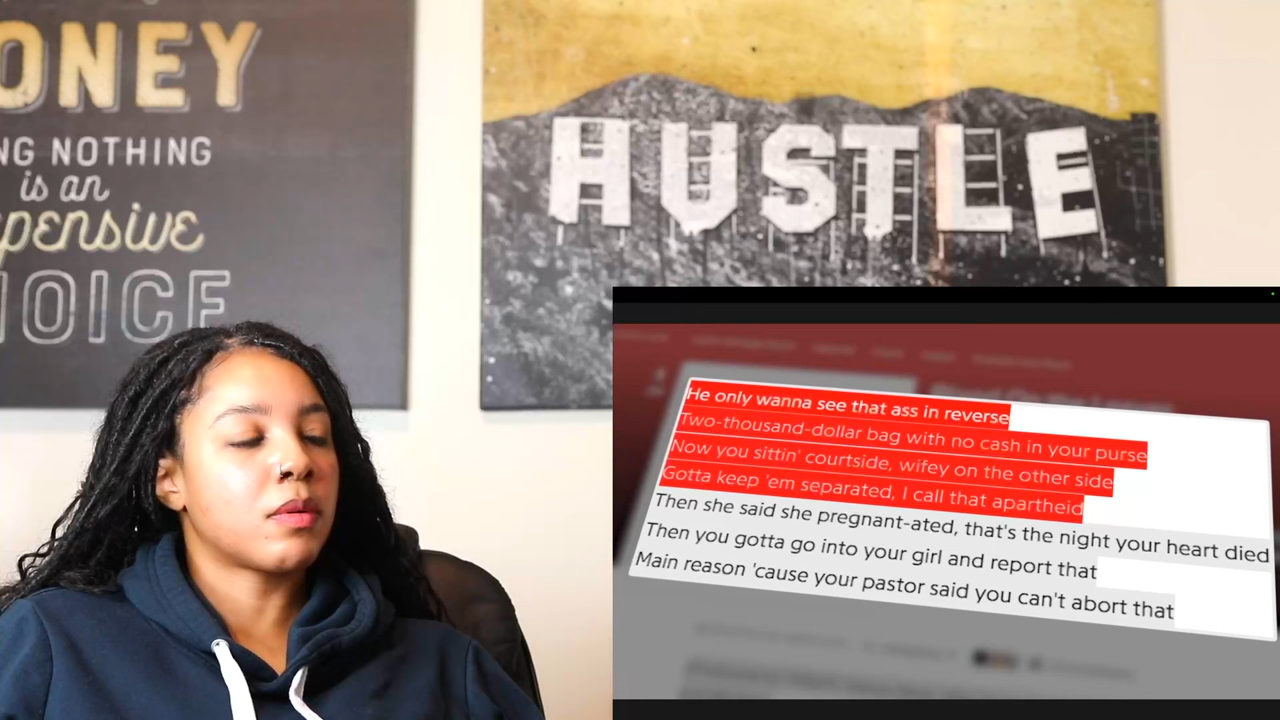 ONEY
NG NOTHING
is an
pensive
HOICE
HUSTLE
He only wanna see that ass in reverse
Two-thousand-dollar bag with no cash in your purse
Now you sittin' courtside, wifey on the other side
Gotta keep 'em separated, I call that apartheid
Then she said she pregnant-ated, that's the night your heart died
Then you gotta go into your girl and report that
Main reason 'cause your pastor said you can't abort that